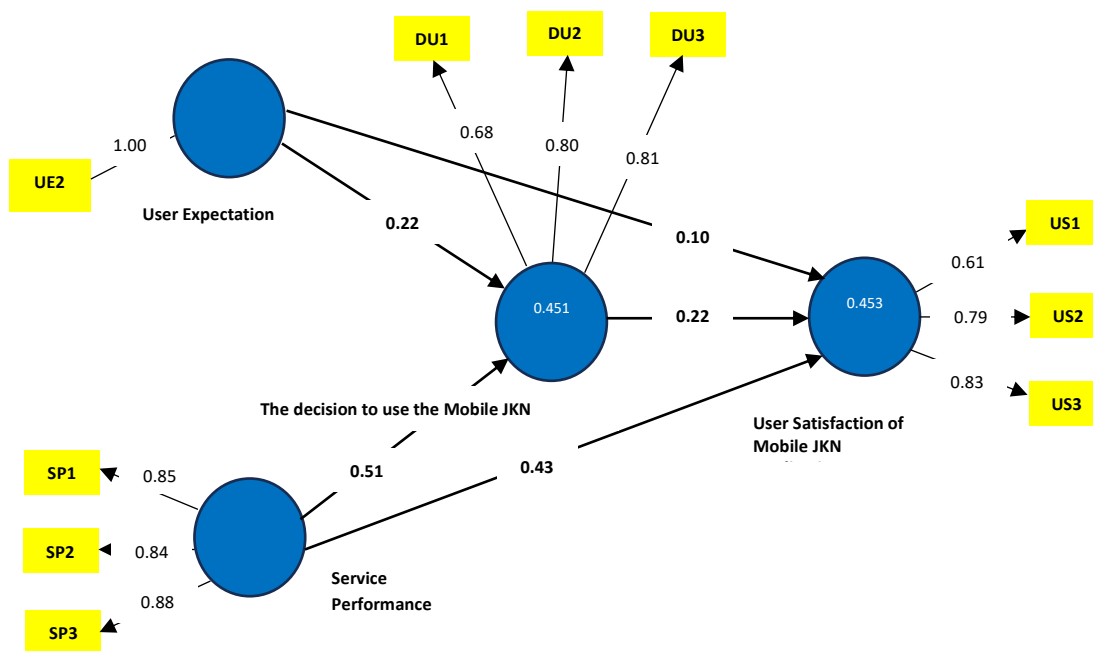 DU1
DU2
DU3
0.68
0.80
0.81
1.00
UE2
User Expectation
0.22
0.10
US1
0.61
0.451
0.453
0.22
0.79
US2
0.83
US3
The decision to use the Mobile JKN
User Satisfaction of
Mobile JKN
0.51
0.43
SP1
0.85
SP2
0.84
SP3
0.88
Service
Performance